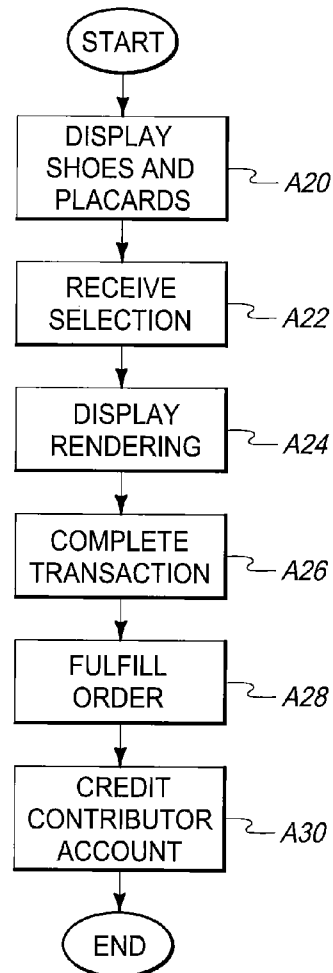 START
DISPLAY
SHOES AND
PLACARDS
A20
RECEIVE
SELECTION
A22
DISPLAY
RENDERING
A24
COMPLETE
TRANSACTION
A26
FULFILL
ORDER
A28
CREDIT
CONTRIBUTOR
ACCOUNT
A30
END